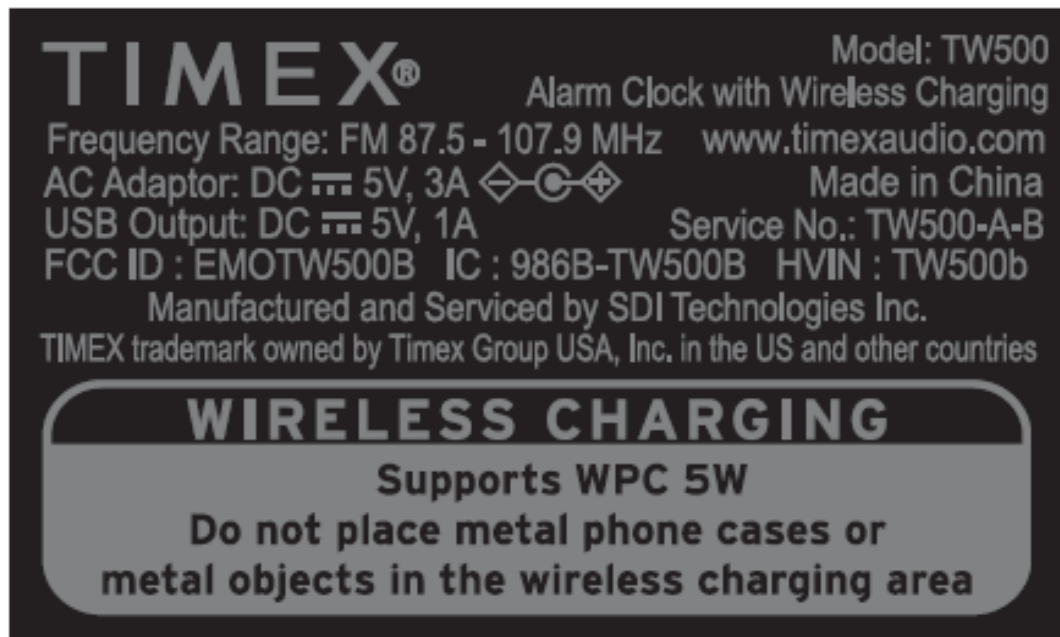 TIMEX® Model: TW500
Alarm Clock with Wireless Charging
Frequency Range: FM 87.5 - 107.9 MHz www.timexaudio.com
AC Adaptor: DC ⎓ 5V, 3A Made in China
USB Output: DC ⎓ 5V, 1A Service No.: TW500-A-B
FCC ID : EMOTW500B IC : 986B-TW500B HVIN : TW500b
Manufactured and Serviced by SDI Technologies Inc.
TIMEX trademark owned by Timex Group USA, Inc. in the US and other countries
WIRELESS CHARGING
Supports WPC 5W
Do not place metal phone cases or
metal objects in the wireless charging area